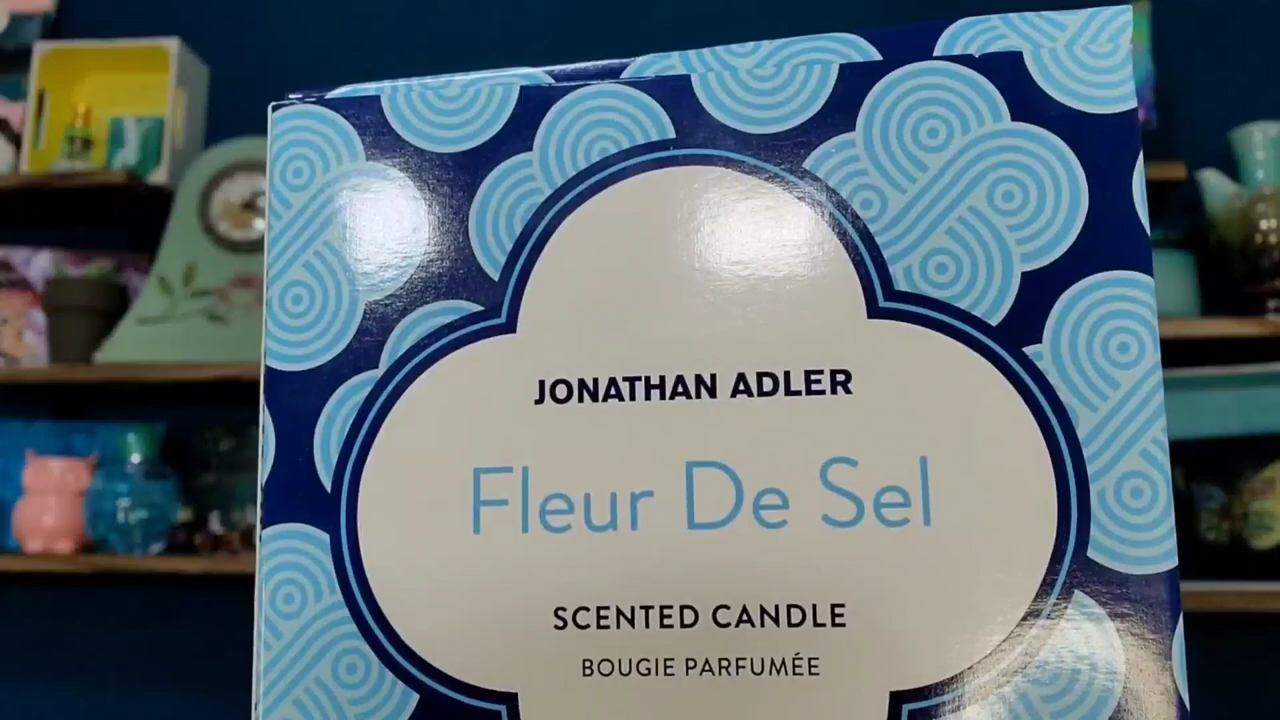 JONATHAN ADLER
Fleur De Sel
SCENTED CANDLE
BOUGIE PARFUMÉE